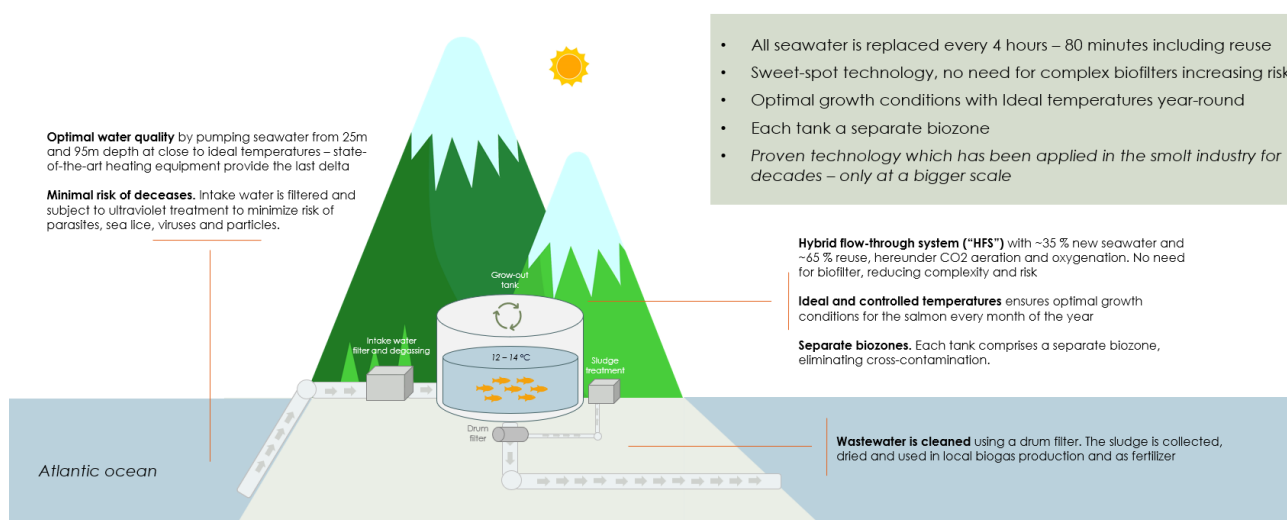 • All seawater is replaced every 4 hours – 80 minutes including reuse
• Sweet-spot technology, no need for complex biofilters increasing risk
• Optimal growth conditions with Ideal temperatures year-round
• Each tank a separate biozone
• Proven technology which has been applied in the smolt industry for
decades – only at a bigger scale
Optimal water quality by pumping seawater from 25m
and 95m depth at close to ideal temperatures – state-
of-the-art heating equipment provide the last delta
Minimal risk of deceases. Intake water is filtered and
subject to ultraviolet treatment to minimize risk of
parasites, sea lice, viruses and particles.
Hybrid flow-through system (“HFS”) with ~35 % new seawater and
~65 % reuse, hereunder CO2 aeration and oxygenation. No need
for biofilter, reducing complexity and risk
Ideal and controlled temperatures ensures optimal growth
conditions for the salmon every month of the year
Separate biozones. Each tank comprises a separate biozone,
eliminating cross-contamination.
Grow-out
tank
Intake water
filter and degassing
12 – 14 ºC
Sludge
treatment
Drum
filter
Wastewater is cleaned using a drum filter. The sludge is collected,
dried and used in local biogas production and as fertilizer
Atlantic ocean